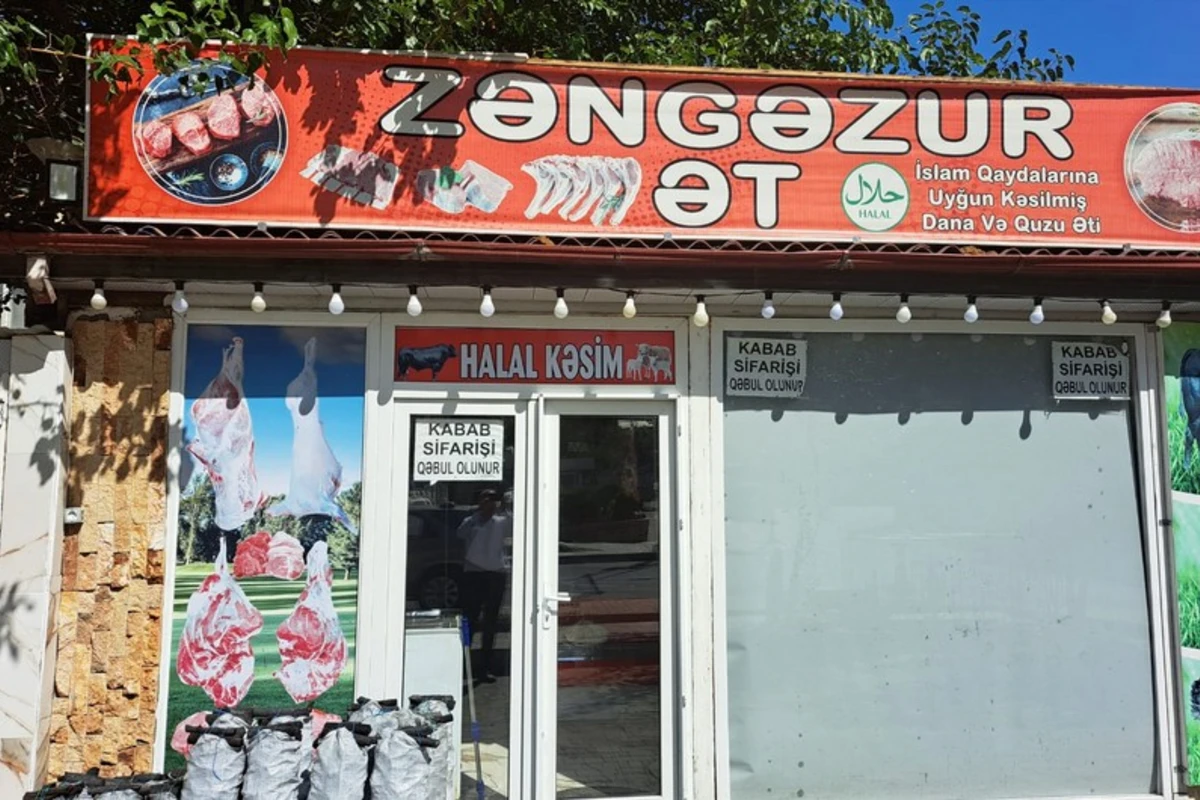 ZƏNGƏZUR
ƏT
حلال
HALAL
İslam Qaydalarına
Uyğun Kəsilmiş
Dana Və Quzu Əti
HALAL KƏSİM
KABAB
SİFARİŞİ
QƏBUL OLUNUR
KABAB
SİFARİŞİ
QƏBUL OLUNUR
KABAB
SİFARİŞİ
QƏBUL OLUNUR